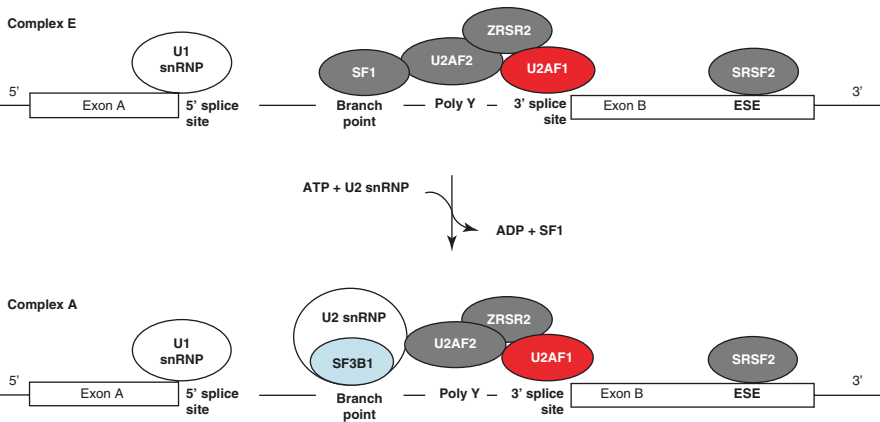 Complex E
U1
snRNP
SF1
U2AF2
ZRSR2
U2AF1
SRSF2
5’
Exon A
5’ splice
site
Branch
point
Poly Y
3’ splice
site
Exon B
ESE
3’
ATP + U2 snRNP
ADP + SF1
Complex A
U1
snRNP
U2 snRNP
SF3B1
U2AF2
ZRSR2
U2AF1
SRSF2
5’
Exon A
5’ splice
site
Branch
point
Poly Y
3’ splice
site
Exon B
ESE
3’